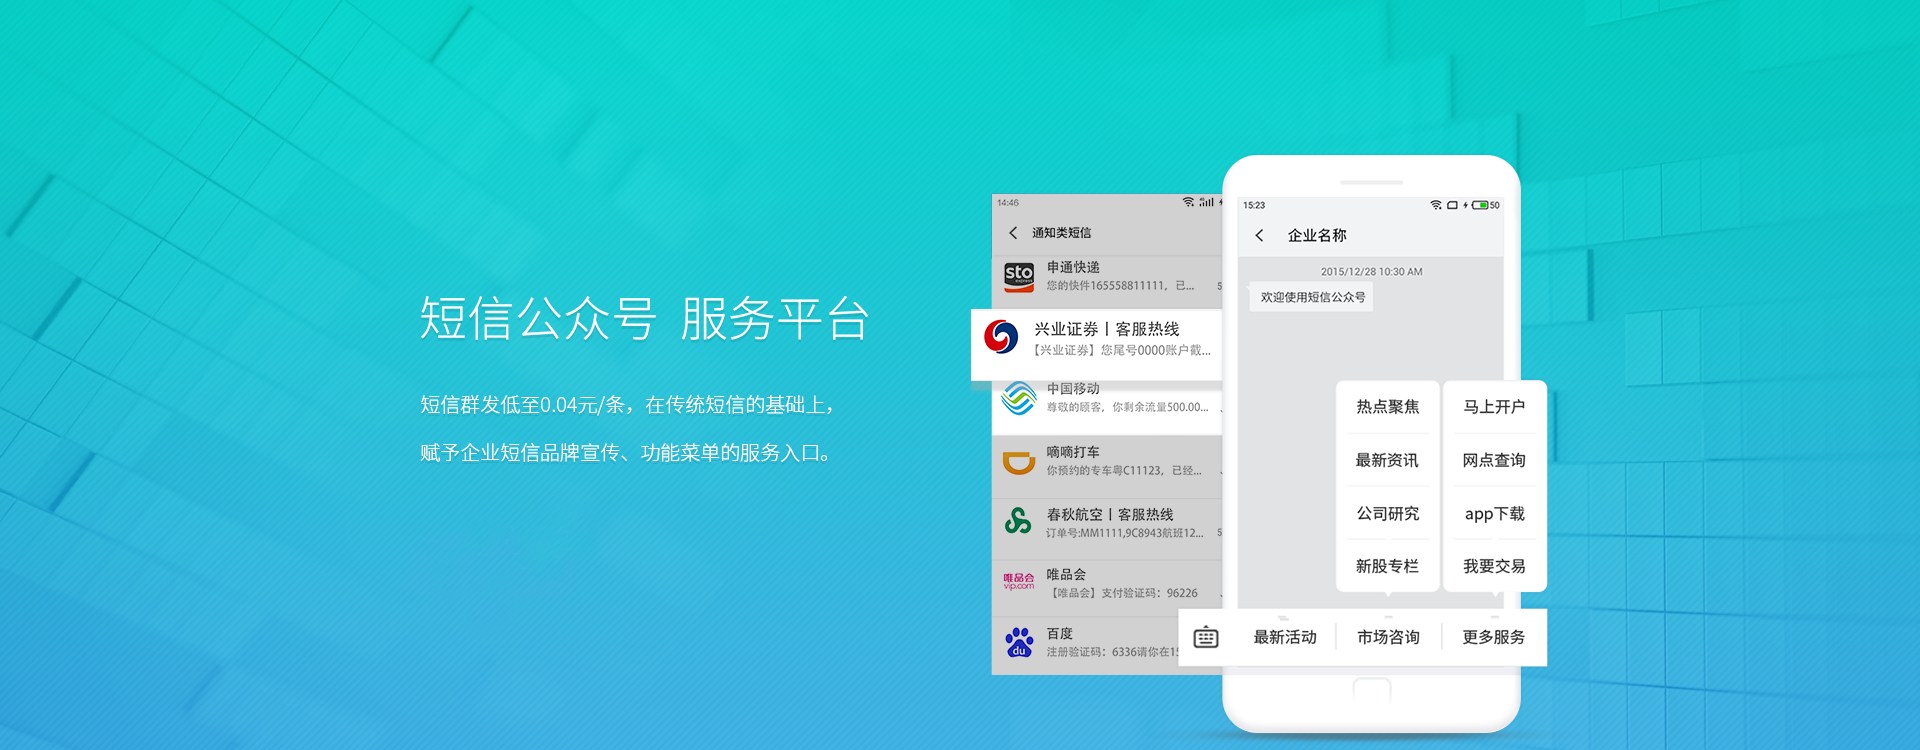 短信公众号 服务平台
短信群发低至0.04元/条，在传统短信的基础上，
赋予企业短信品牌宣传、功能菜单的服务入口。
14:46
通知类短信
sto
express
申通快递
您的快件165558811111，已...
兴业证券丨客服热线
【兴业证券】您尾号0000账户截...
中国移动
尊敬的顾客，你剩余流量500.00...
嘀嘀打车
你预约的专车粤C11123，已经...
春秋航空丨客服热线
订单号:MM1111,9C8943航班12...
唯品会
vip.com
唯品会
【唯品会】支付验证码：96226
du
百度
注册验证码：6336请你在15
15:23
50
企业名称
2015/12/28 10:30 AM
欢迎使用短信公众号
热点聚焦
最新资讯
公司研究
新股专栏
马上开户
网点查询
app下载
我要交易
最新活动
市场咨询
更多服务